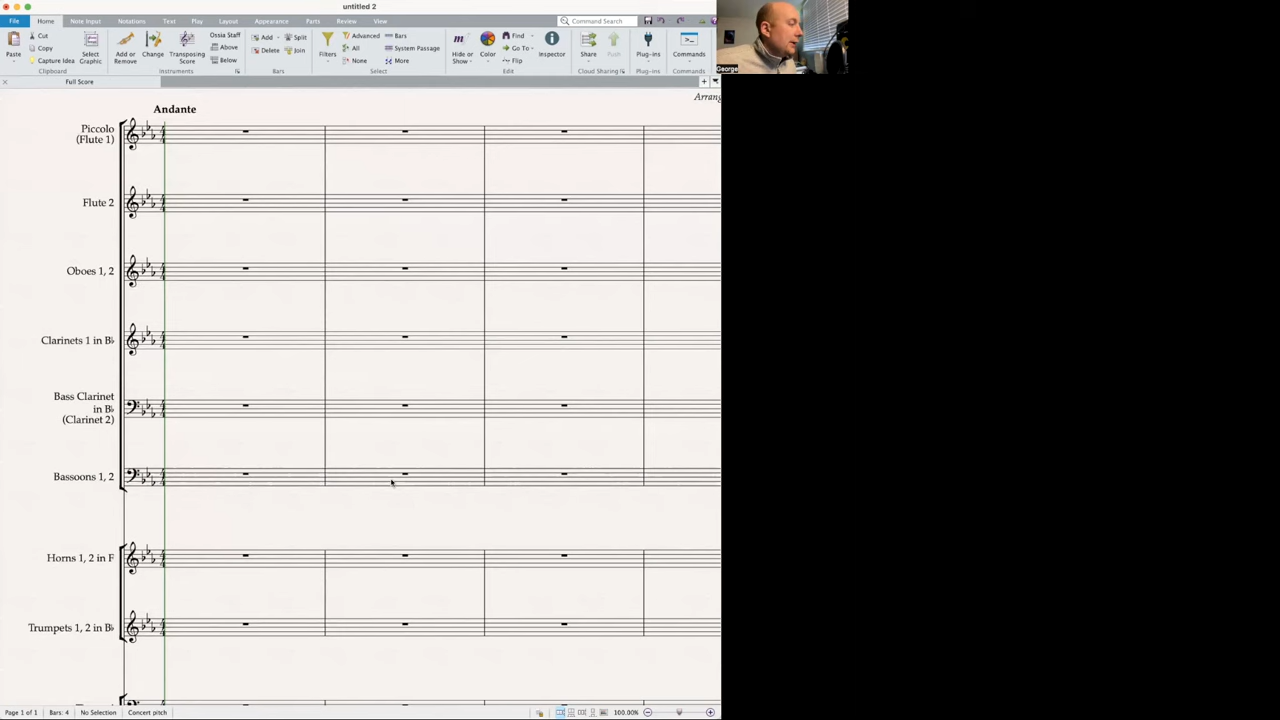 untitled 2
File Home Note Input Notations Text Play Layout Appearance Parts Review View Command Search
Cut
Copy
Capture Idea
Paste
Clipboard
Select
Graphic
Add or
Remove
Change
Transposing
Score
Ossia Staff
Above
Below
Instruments
Add Split
Delete Join
Bars
Filters
Advanced Bars
All System Passage
None More
Select
Hide or
Show
Color
Find
Go To
Flip
Inspector
Edit
Share Push
Cloud Sharing
Plug-ins
Plug-ins
Commands
Commands
George
Full Score
Arrang
Andante
Piccolo
(Flute 1)
Flute 2
Oboes 1, 2
Clarinets 1 in B♭
Bass Clarinet
in B♭
(Clarinet 2)
Bassoons 1, 2
Horns 1, 2 in F
Trumpets 1, 2 in B♭
Page 1 of 1 Bars: 4 No Selection Concert pitch 100.00%